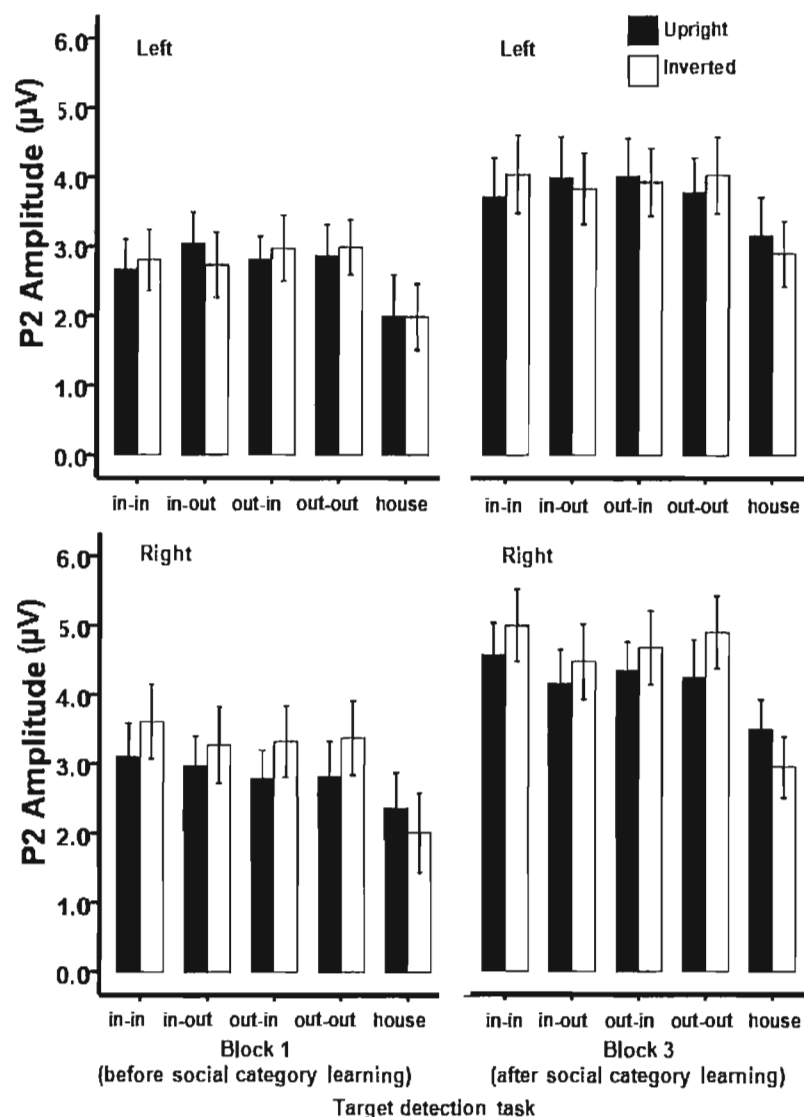 6.0
5.0
4.0
3.0
2.0
1.0
0.0
P2 Amplitude (µV)
Left
in-in in-out out-in out-out house
Left
Upright
Inverted
in-in in-out out-in out-out house
6.0
5.0
4.0
3.0
2.0
1.0
0.0
P2 Amplitude (µV)
Right
in-in in-out out-in out-out house
Block 1
(before social category learning)
Right
in-in in-out out-in out-out house
Block 3
(after social category learning)
Target detection task